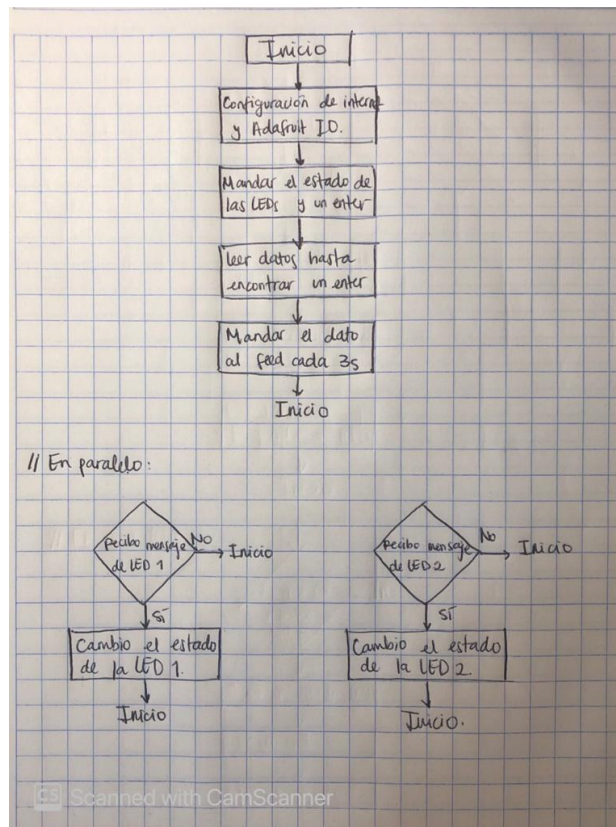 Inicio
Configuración de internet
y Adafruit IO.
Mandar el estado de
las LEDs y un enter
leer datos hasta
encontrar un enter
Mandar el dato
al feed cada 3s
Inicio
// En paralelo:
Recibo mensaje
de LED 1
No
Inicio
Sí
Cambio el estado
de la LED 1.
Inicio
Recibo mensaje
de LED 2
No
Inicio
Sí
Cambio el estado
de la LED 2.
Inicio.
CS Scanned with CamScanner